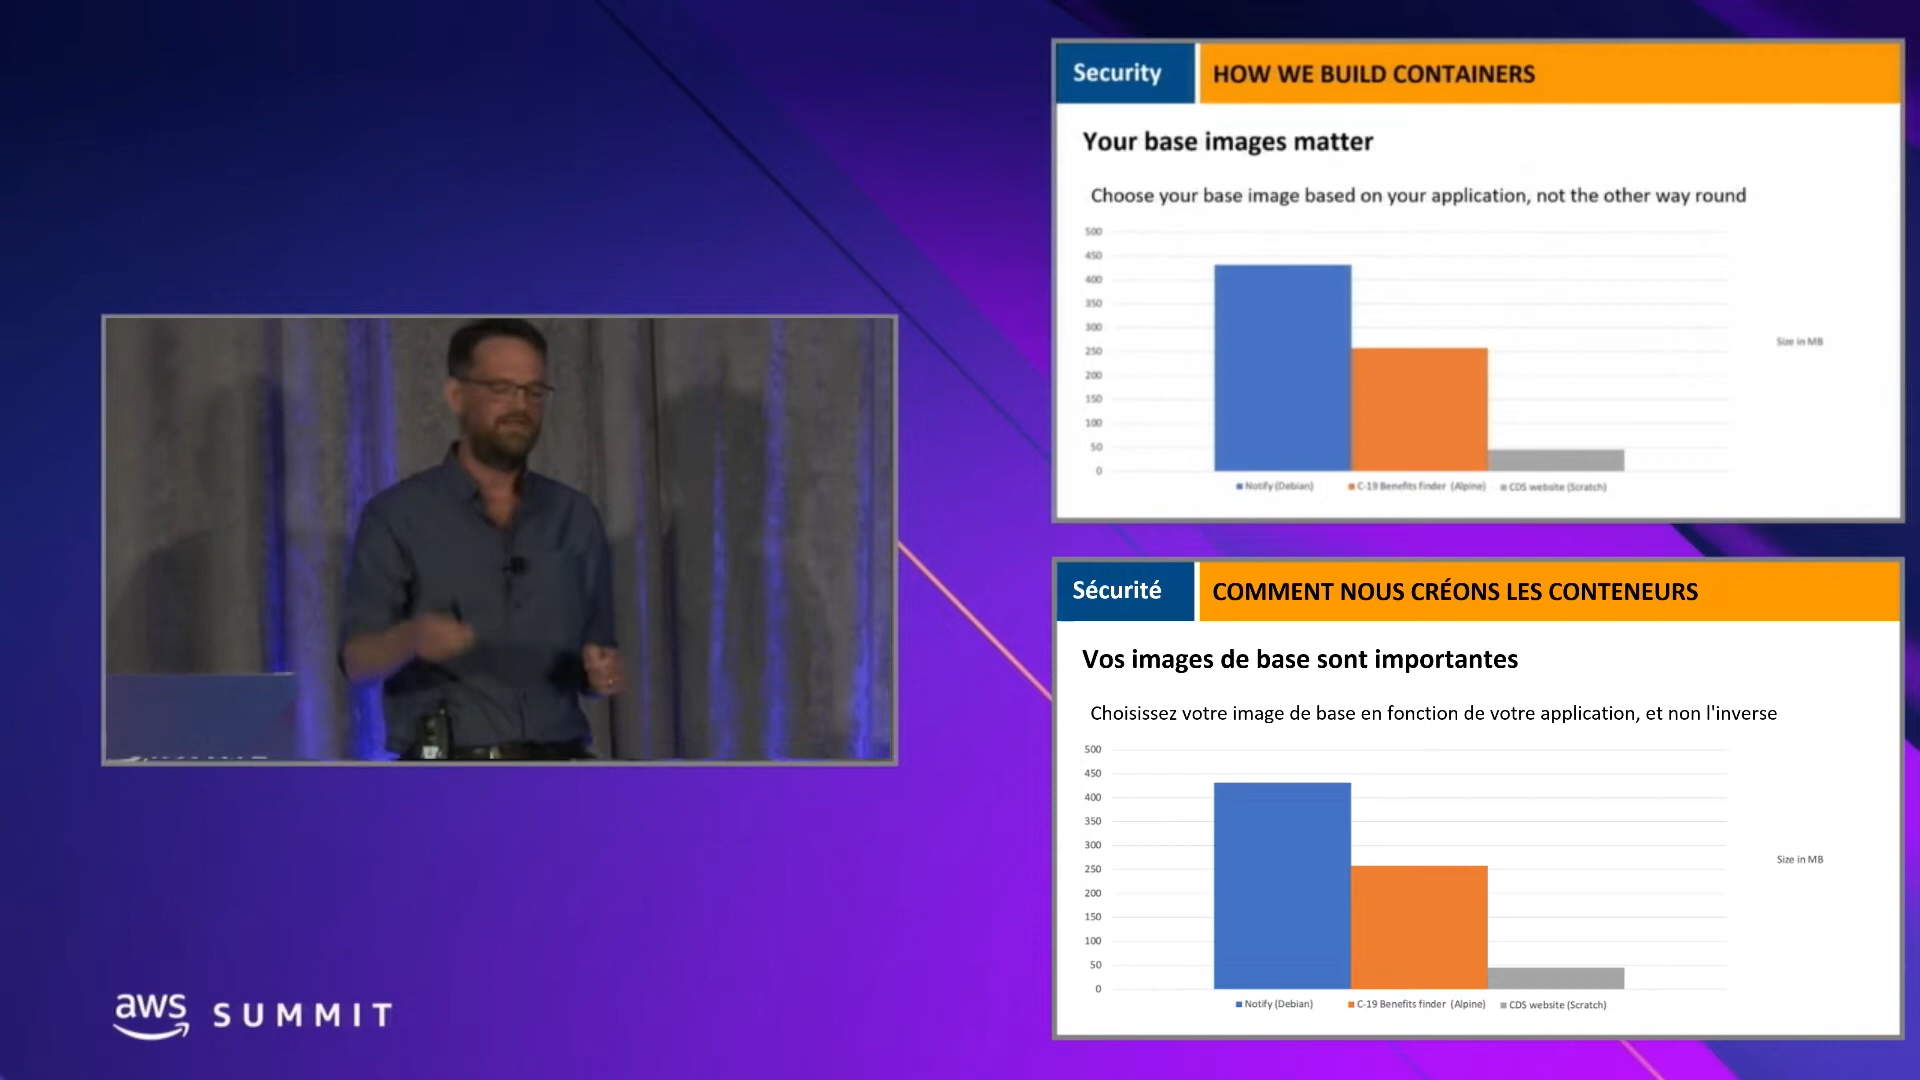 Security
HOW WE BUILD CONTAINERS
Your base images matter
Choose your base image based on your application, not the other way round
500
450
400
350
300
250
200
150
100
50
0
Size in MB
Notify (Debian)
C-19 Benefits finder (Alpine)
CDS website (Scratch)
Sécurité
COMMENT NOUS CRÉONS LES CONTENEURS
Vos images de base sont importantes
Choisissez votre image de base en fonction de votre application, et non l'inverse
500
450
400
350
300
250
200
150
100
50
0
Size in MB
Notify (Debian)
C-19 Benefits finder (Alpine)
CDS website (Scratch)
aws SUMMIT